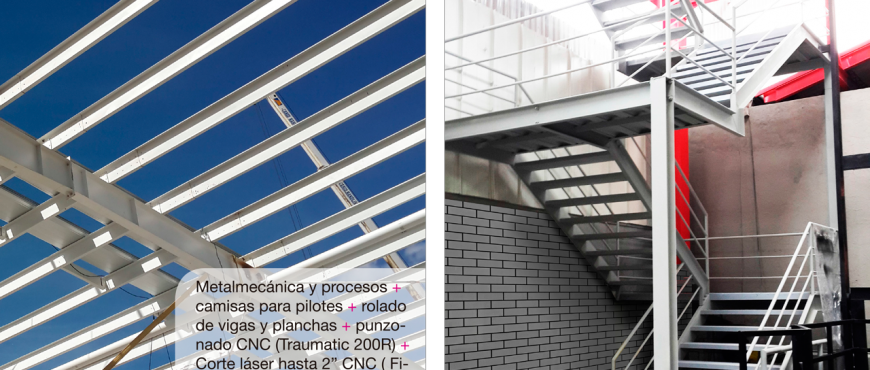 Metalmecánica y procesos +
camisas para pilotes + rolado
de vigas y planchas + punzo-
nado CNC (Traumatic 200R) +
Corte láser hasta 2” CNC ( Fi-